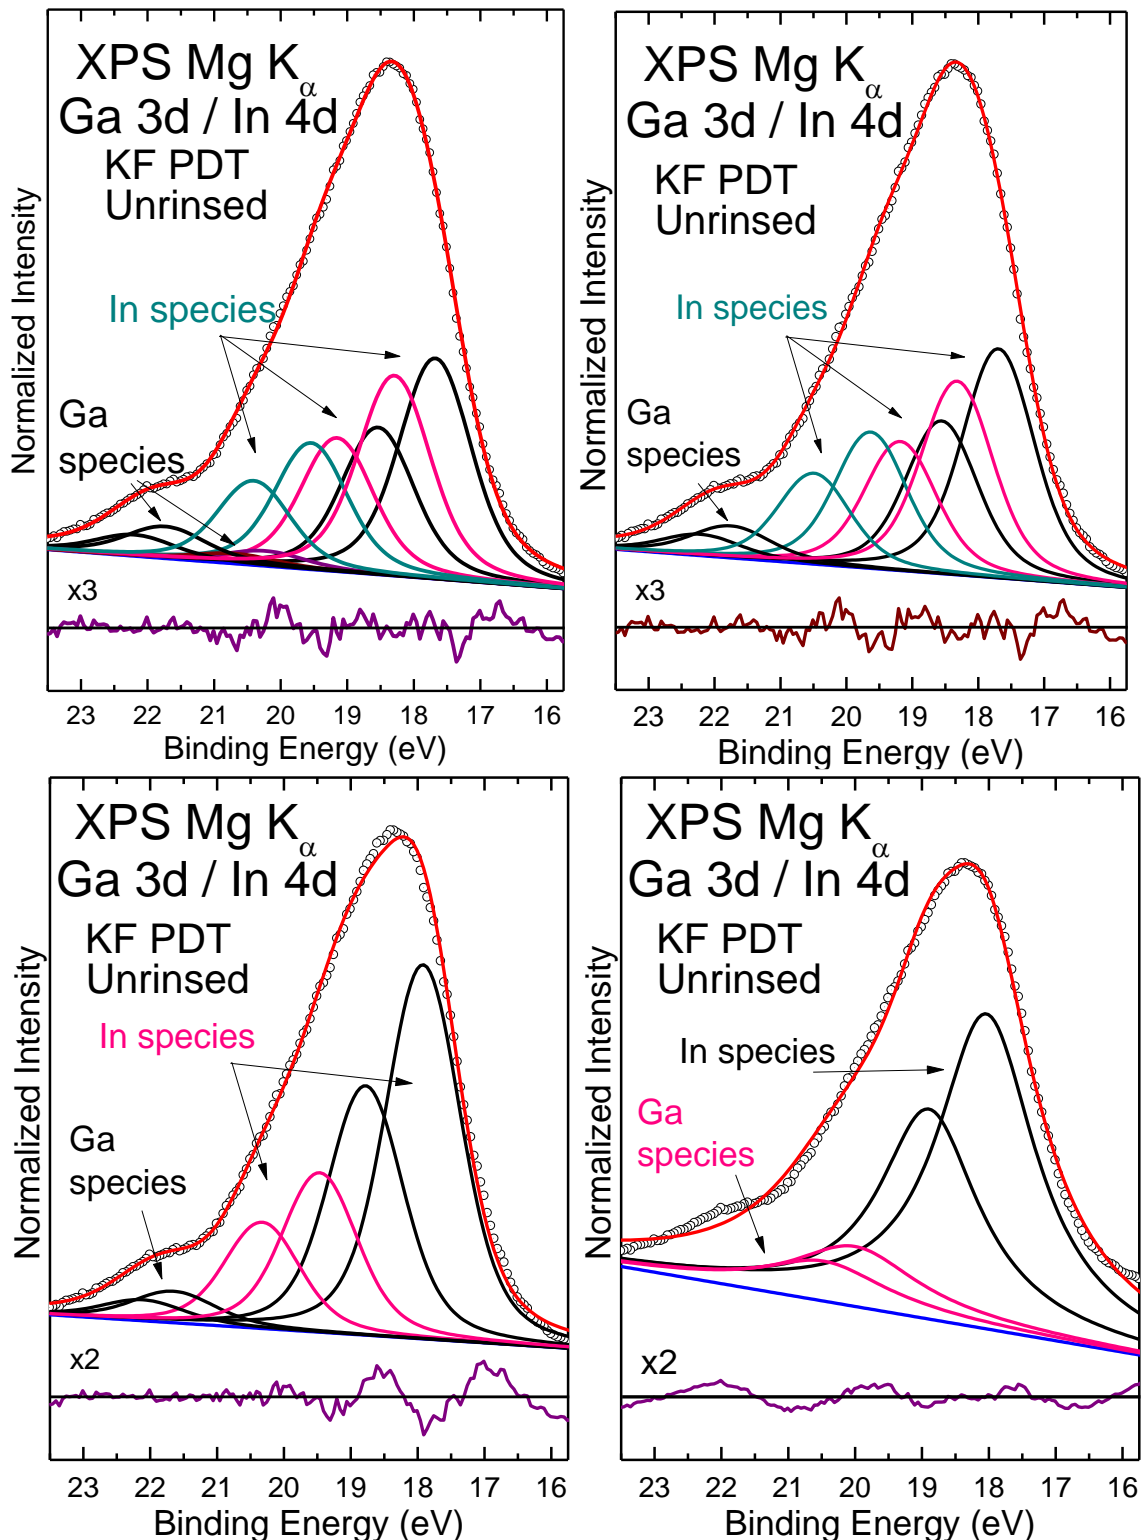 XPS Mg Kα
Ga 3d / In 4d
KF PDT
Unrinsed
In species
Ga
species
x3
Normalized Intensity
23 22 21 20 19 18 17 16
Binding Energy (eV)
XPS Mg Kα
Ga 3d / In 4d
KF PDT
Unrinsed
In species
Ga
species
x3
Normalized Intensity
23 22 21 20 19 18 17 16
Binding Energy (eV)
XPS Mg Kα
Ga 3d / In 4d
KF PDT
Unrinsed
In species
Ga
species
x2
Normalized Intensity
23 22 21 20 19 18 17 16
Binding Energy (eV)
XPS Mg Kα
Ga 3d / In 4d
KF PDT
Unrinsed
In species
Ga
species
x2
Normalized Intensity
23 22 21 20 19 18 17 16
Binding Energy (eV)